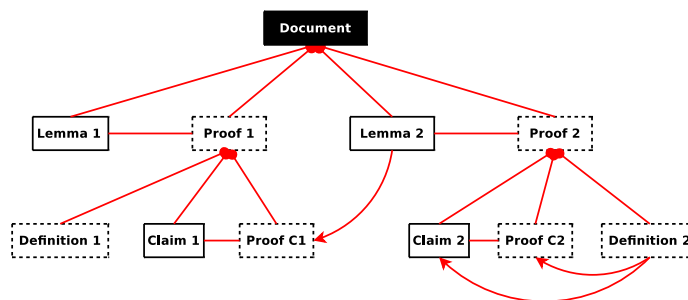 Document
Lemma 1
Proof 1
Lemma 2
Proof 2
Definition 1
Claim 1
Proof C1
Claim 2
Proof C2
Definition 2